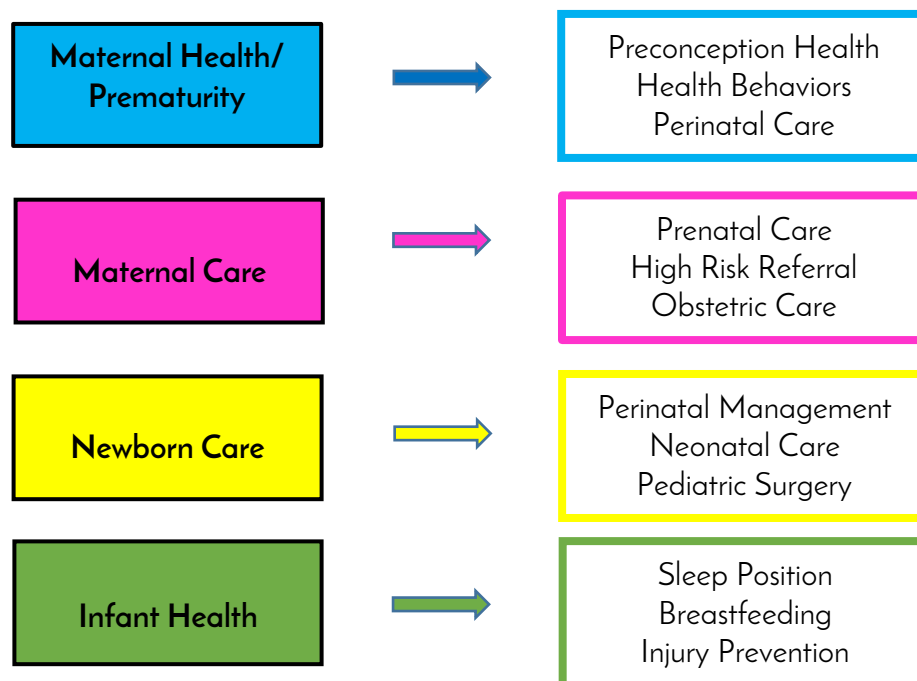 Maternal Health/
Prematurity
Preconception Health
Health Behaviors
Perinatal Care
Maternal Care
Prenatal Care
High Risk Referral
Obstetric Care
Newborn Care
Perinatal Management
Neonatal Care
Pediatric Surgery
Infant Health
Sleep Position
Breastfeeding
Injury Prevention